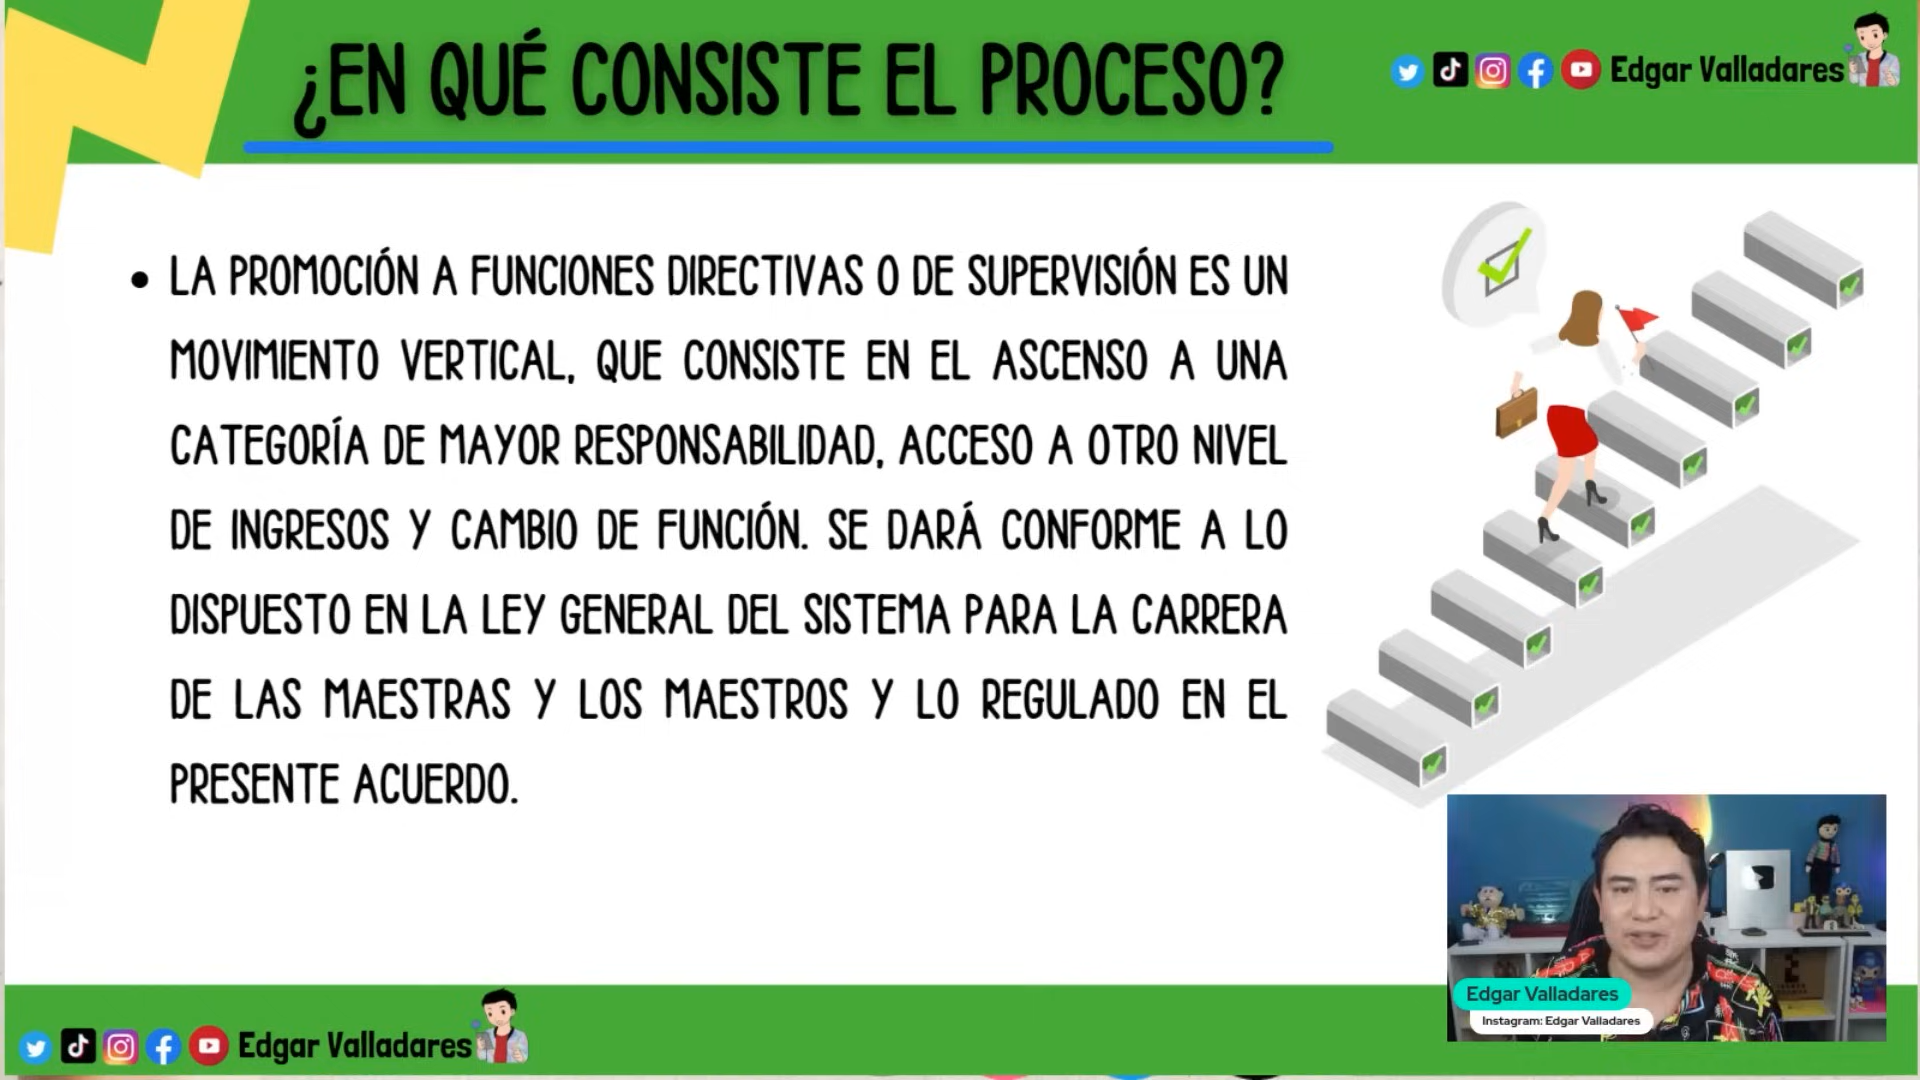 ¿EN QUÉ CONSISTE EL PROCESO?
Edgar Valladares
• LA PROMOCIÓN A FUNCIONES DIRECTIVAS O DE SUPERVISIÓN ES UN
MOVIMIENTO VERTICAL, QUE CONSISTE EN EL ASCENSO A UNA
CATEGORÍA DE MAYOR RESPONSABILIDAD, ACCESO A OTRO NIVEL
DE INGRESOS Y CAMBIO DE FUNCIÓN. SE DARÁ CONFORME A LO
DISPUESTO EN LA LEY GENERAL DEL SISTEMA PARA LA CARRERA
DE LAS MAESTRAS Y LOS MAESTROS Y LO REGULADO EN EL
PRESENTE ACUERDO.
Edgar Valladares
Instagram: Edgar Valladares
Edgar Valladares